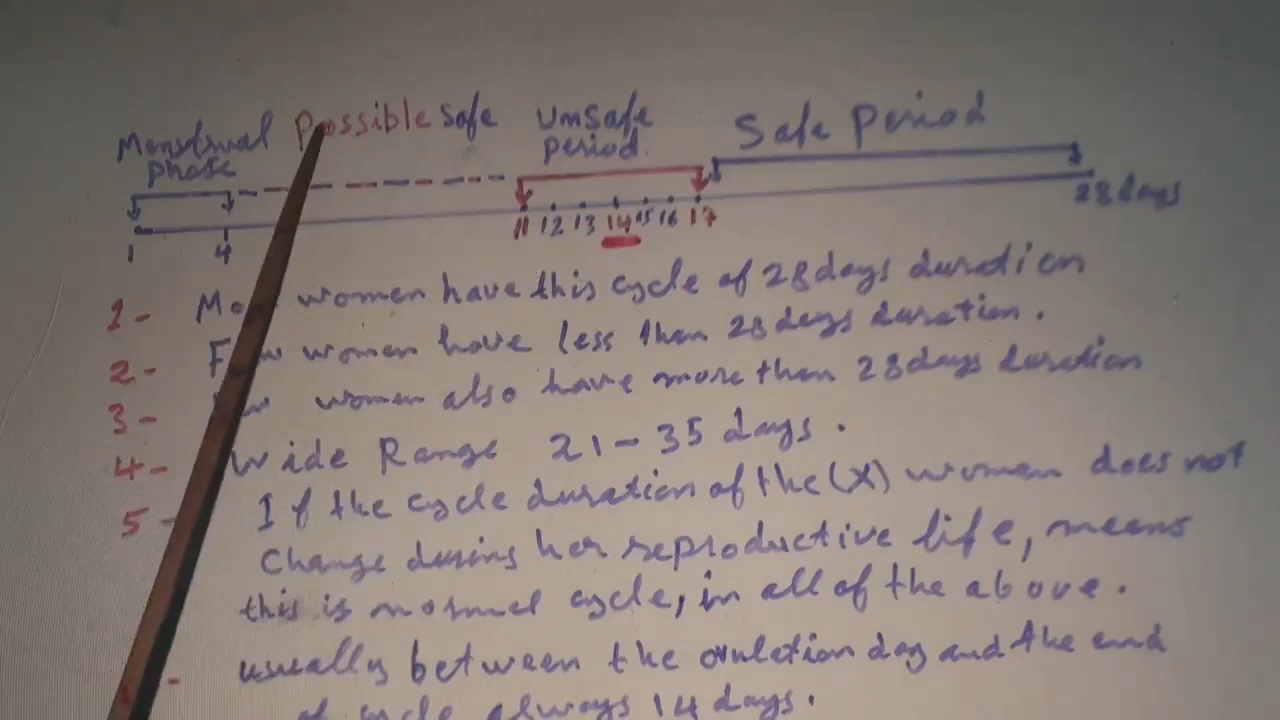 Menstrual phase
Possible safe
Unsafe period
Safe period
1 4 11 12 13 14 15 16 17 28 days
1- women have this cycle of 28 days duration
2- women have less then 28 days duration.
3- women also have more then 28 days duration
4- Wide Range 21-35 days.
5- If the cycle duration of the (X) women does not
Change during her reproductive life, means
this is normal cycle, in all of the above.
- usually between the ovulation day and the end
of cycle always 14 days.